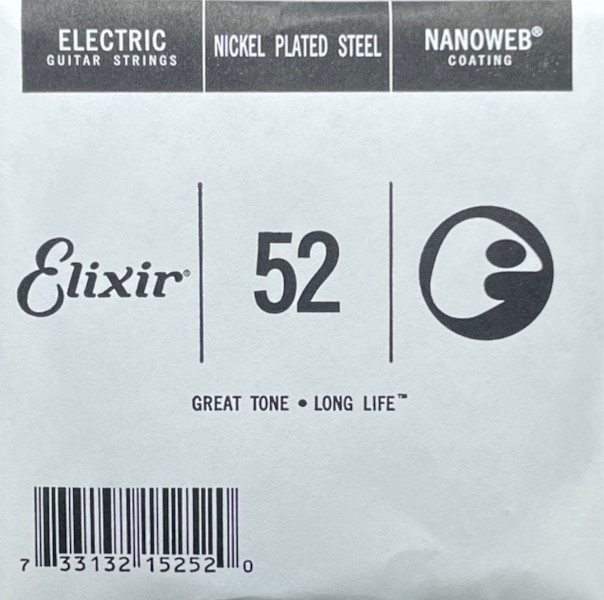 ELECTRIC
GUITAR STRINGS
NICKEL PLATED STEEL
NANOWEB®
COATING
Elixir®
52
GREAT TONE • LONG LIFE™
7 33132 15252 0